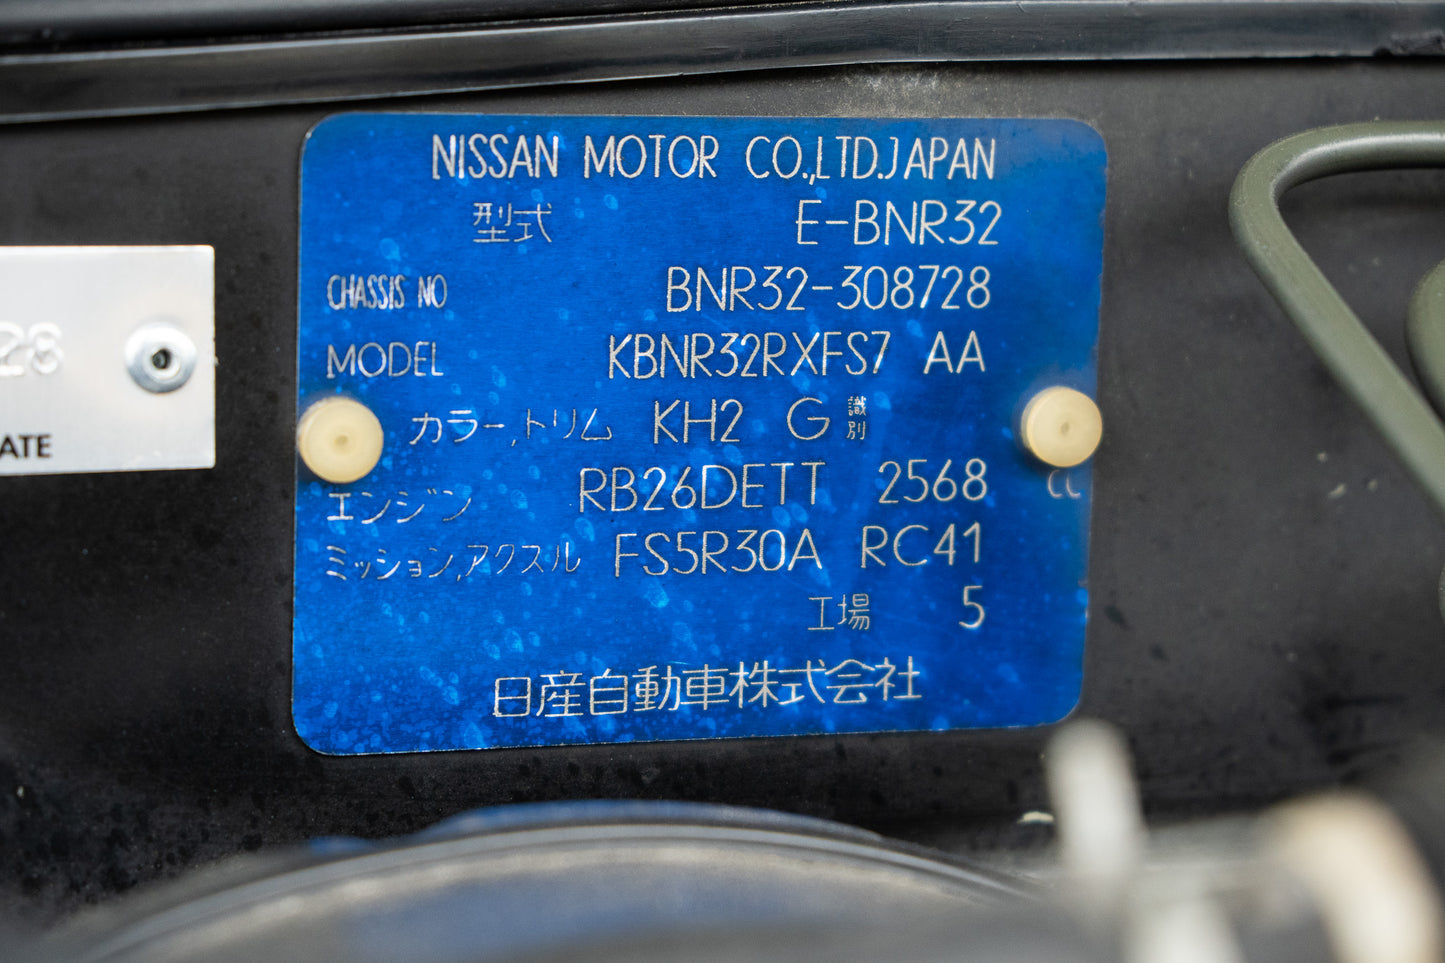 NISSAN MOTOR CO.,LTD.JAPAN
型式 E-BNR32
CHASSIS NO BNR32-308728
MODEL KBNR32RXFS7 AA
カラー,トリム KH2 G 識別
エンジン RB26DETT 2568 CC
ミッション,アクスル FS5R30A RC41
工場 5
日産自動車株式会社
28
ATE